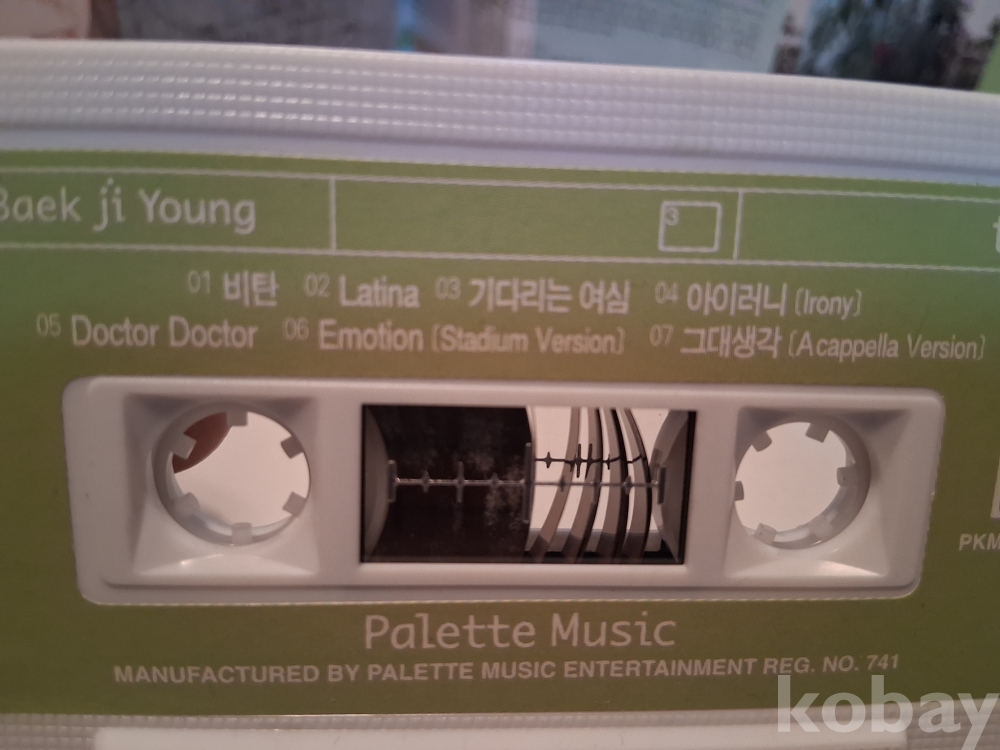 Baek ji Young
3
01 비탄 02 Latina 03 기다리는 여심 04 아이러니 (Irony)
05 Doctor Doctor 06 Emotion (Stadium Version) 07 그대생각 (Acappella Version)
PKM
Palette Music
MANUFACTURED BY PALETTE MUSIC ENTERTAINMENT REG. NO. 741
kobay